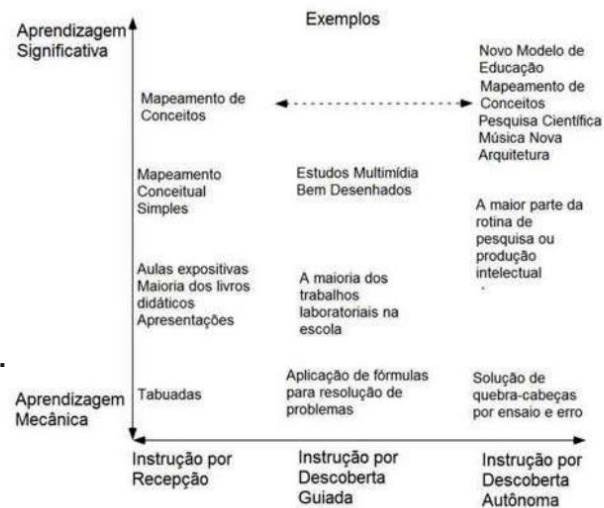 Exemplos
Aprendizagem
Significativa
Mapeamento de
Conceitos
Novo Modelo de
Educação
Mapeamento de
Conceitos
Pesquisa Científica
Música Nova
Arquitetura
Mapeamento
Conceitual
Simples
Estudos Multimídia
Bem Desenhados
A maior parte da
rotina de
pesquisa ou
produção
intelectual
Aulas expositivas
Maioria dos livros
didáticos
Apresentações
A maioria dos
trabalhos
laboratoriais na
escola
Aprendizagem
Mecânica
Tabuadas
Aplicação de fórmulas
para resolução de
problemas
Solução de
quebra-cabeças
por ensaio e erro
Instrução por
Recepção
Instrução por
Descoberta
Guiada
Instrução por
Descoberta
Autônoma